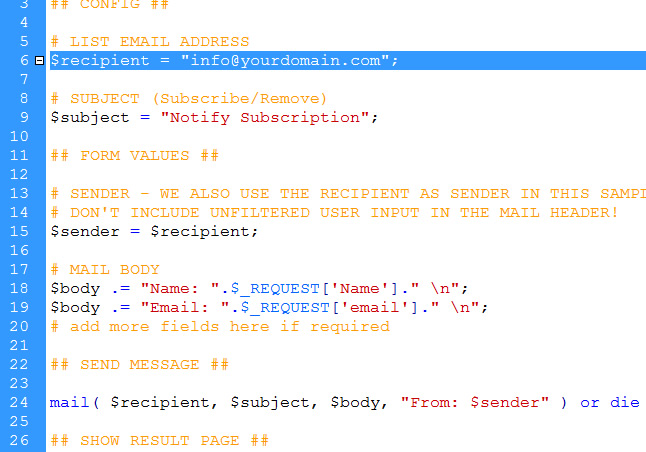 3 ## CONFIG ##
4
5 # LIST EMAIL ADDRESS
6 $recipient = "info@yourdomain.com";
7
8 # SUBJECT (Subscribe/Remove)
9 $subject = "Notify Subscription";
10
11 ## FORM VALUES ##
12
13 # SENDER - WE ALSO USE THE RECIPIENT AS SENDER IN THIS SAMPL
14 # DON'T INCLUDE UNFILTERED USER INPUT IN THE MAIL HEADER!
15 $sender = $recipient;
16
17 # MAIL BODY
18 $body .= "Name: ".$_REQUEST['Name']." \n";
19 $body .= "Email: ".$_REQUEST['email']." \n";
20 # add more fields here if required
21
22 ## SEND MESSAGE ##
23
24 mail( $recipient, $subject, $body, "From: $sender" ) or die
25
26 ## SHOW RESULT PAGE ##